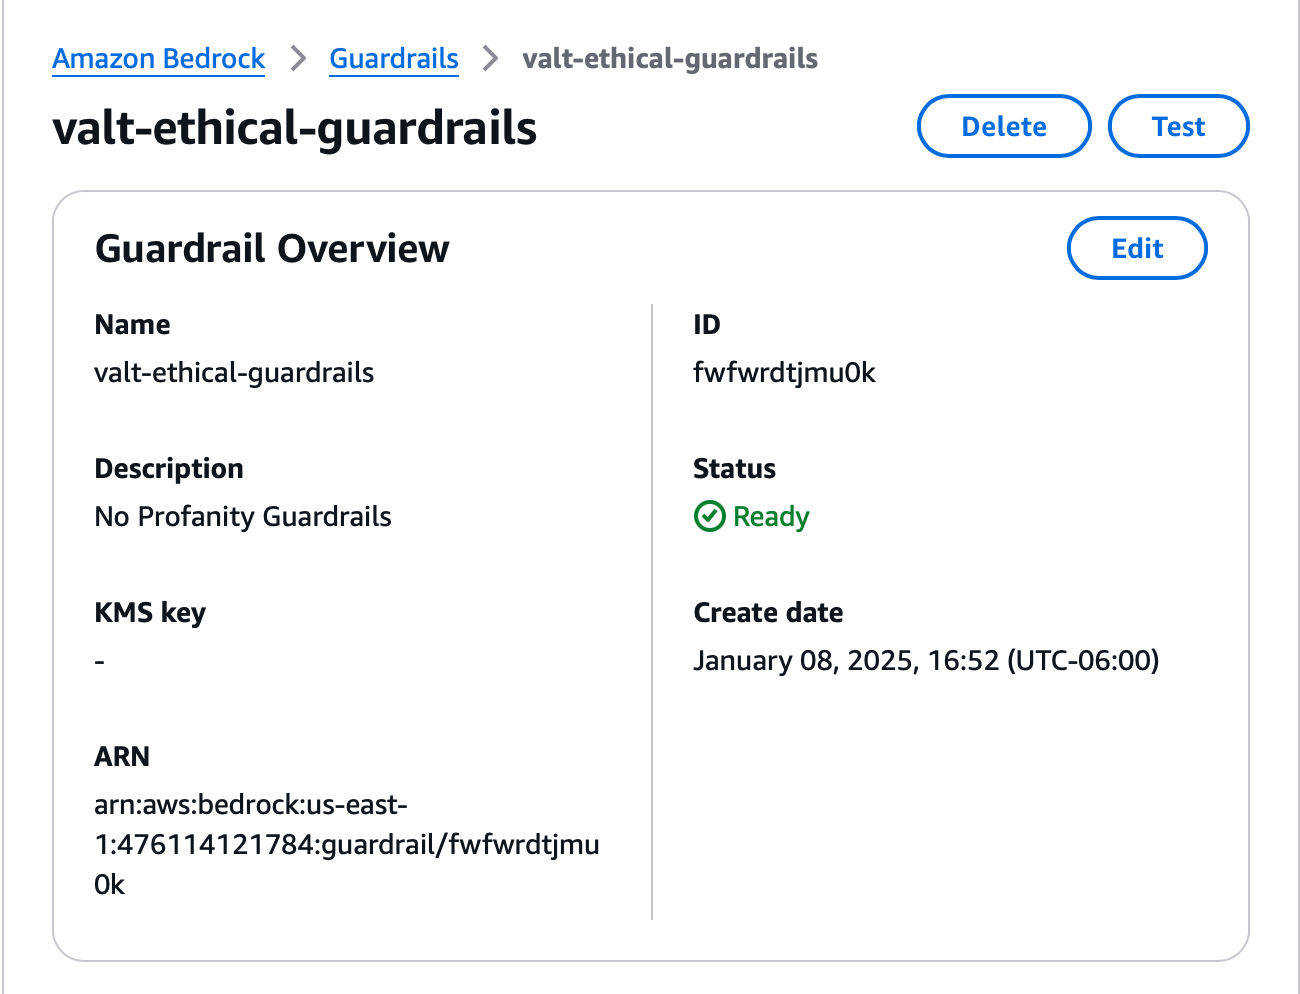 Amazon Bedrock > Guardrails > valt-ethical-guardrails
valt-ethical-guardrails
Delete
Test
Guardrail Overview
Edit
Name
valt-ethical-guardrails
Description
No Profanity Guardrails
KMS key
-
ARN
arn:aws:bedrock:us-east-
1:476114121784:guardrail/fwfwrdtjmu
0k
ID
fwfwrdtjmu0k
Status
Ready
Create date
January 08, 2025, 16:52 (UTC-06:00)